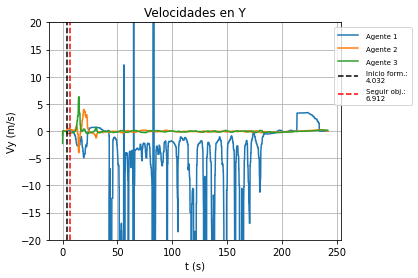 Velocidades en Y
20
15
10
5
0
−5
−10
−15
−20
Vy (m/s)
0
50
100
150
200
250
t (s)
Agente 1
Agente 2
Agente 3
Inicio form.:
4.032
Seguir obj.:
6.912